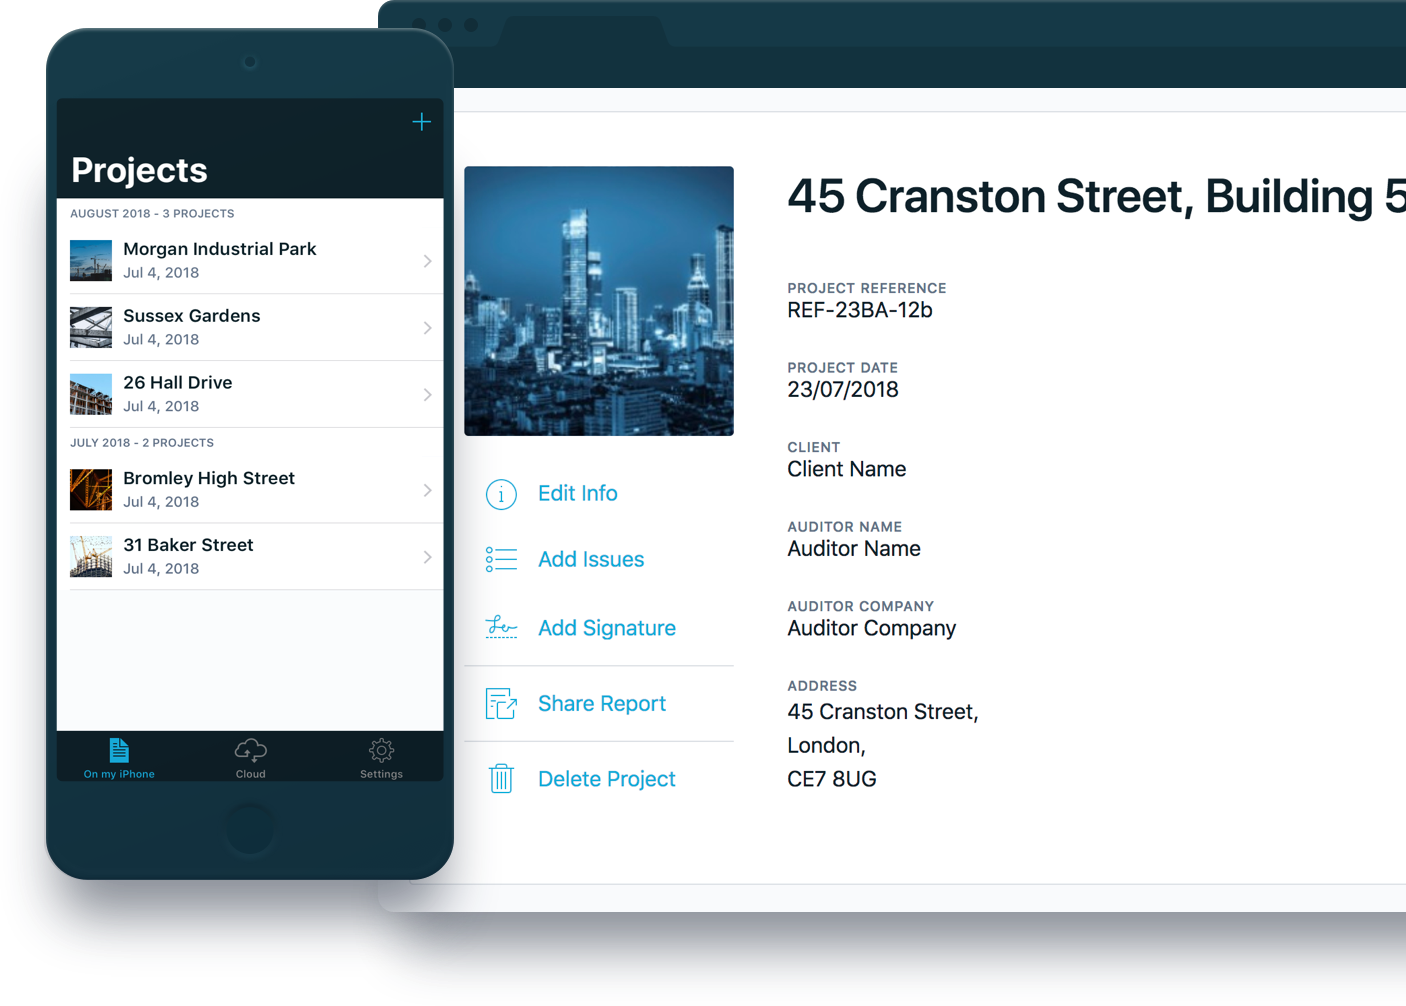 Projects
AUGUST 2018 - 3 PROJECTS
Morgan Industrial Park
Jul 4, 2018
Sussex Gardens
Jul 4, 2018
26 Hall Drive
Jul 4, 2018
JULY 2018 - 2 PROJECTS
Bromley High Street
Jul 4, 2018
31 Baker Street
Jul 4, 2018
On my iPhone
Cloud
Settings
Edit Info
Add Issues
Add Signature
Share Report
Delete Project
45 Cranston Street, Building 5
PROJECT REFERENCE
REF-23BA-12b
PROJECT DATE
23/07/2018
CLIENT
Client Name
AUDITOR NAME
Auditor Name
AUDITOR COMPANY
Auditor Company
ADDRESS
45 Cranston Street,
London,
CE7 8UG